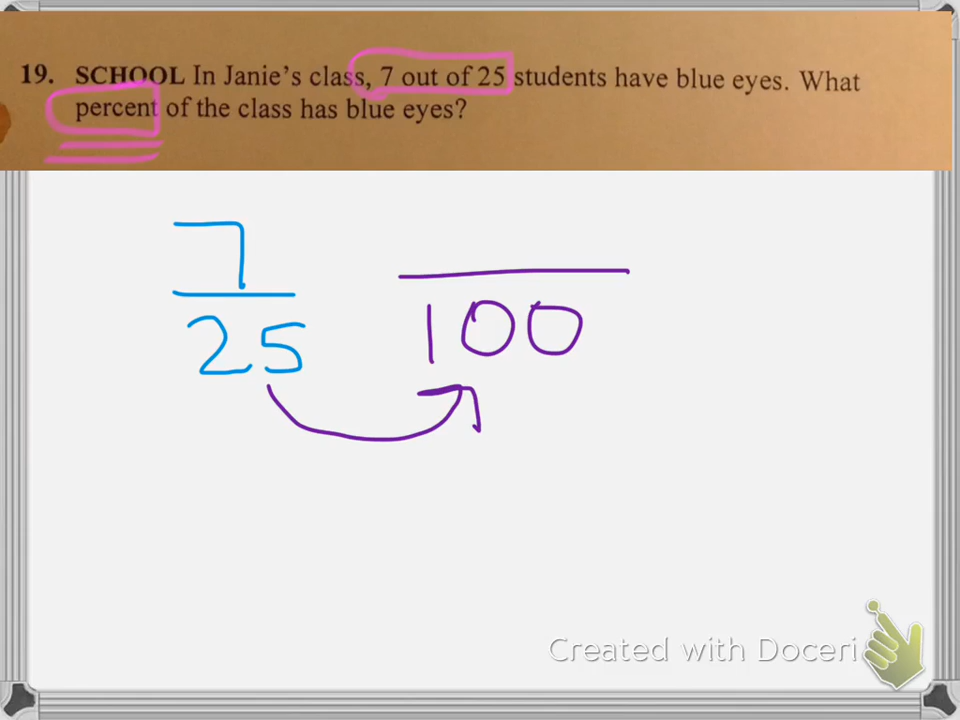 19. SCHOOL In Janie's class, 7 out of 25 students have blue eyes. What
percent of the class has blue eyes?
7
25
100
Created with Doceri